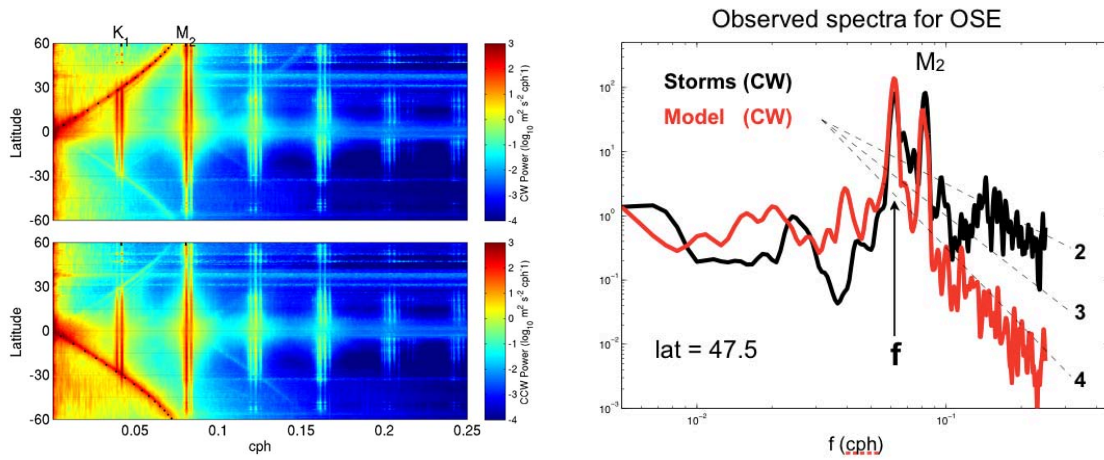 K1 M2
60
30
0
-30
-60
Latitude
3
2
1
0
-1
-2
-3
-4
CW Power (log10 m2 s-2 cph-1)
60
30
0
-30
-60
Latitude
0.05 0.1 0.15 0.2 0.25
cph
3
2
1
0
-1
-2
-3
-4
CCW Power (log10 m2 s-2 cph-1)
Observed spectra for OSE
M2
Storms (CW)
Model (CW)
10^2
10^1
10^0
10^-1
10^-2
10^-3
2
3
4
lat = 47.5
f
10^-2 10^-1
f (cph)